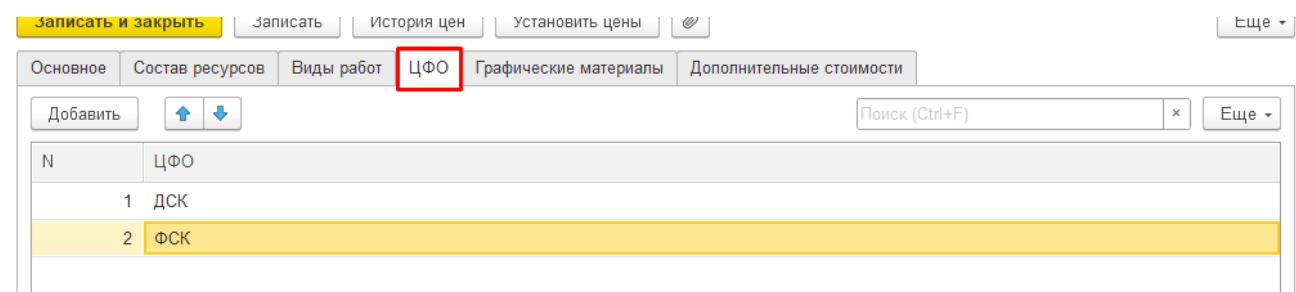 Записать и закрыть Записать История цен Установить цены Еще
Основное Состав ресурсов Виды работ ЦФО Графические материалы Дополнительные стоимости
Добавить Поиск (Ctrl+F) × Еще
N ЦФО
1 ДСК
2 ФСК